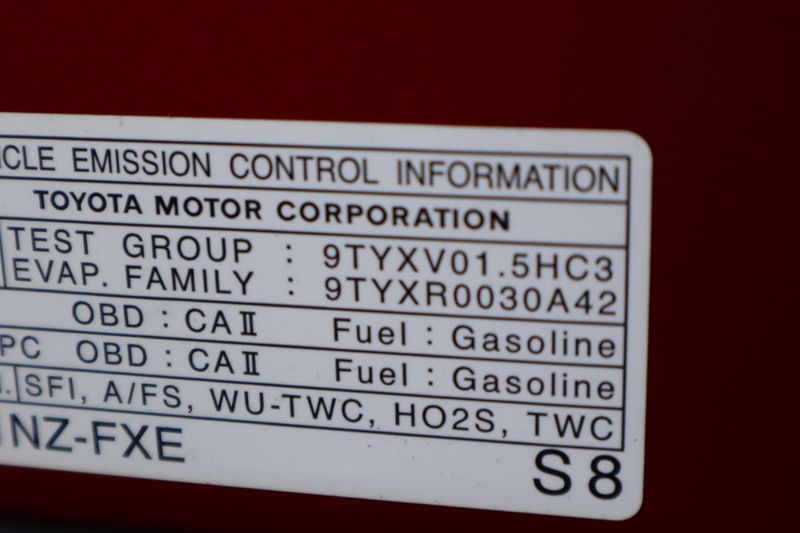 ICLE EMISSION CONTROL INFORMATION
TOYOTA MOTOR CORPORATION
TEST GROUP : 9TYXV01.5HC3
EVAP. FAMILY : 9TYXR0030A42
OBD : CAⅡ Fuel : Gasoline
PC OBD : CAⅡ Fuel : Gasoline
. SFI, A/FS, WU-TWC, HO2S, TWC
NZ-FXE
S8